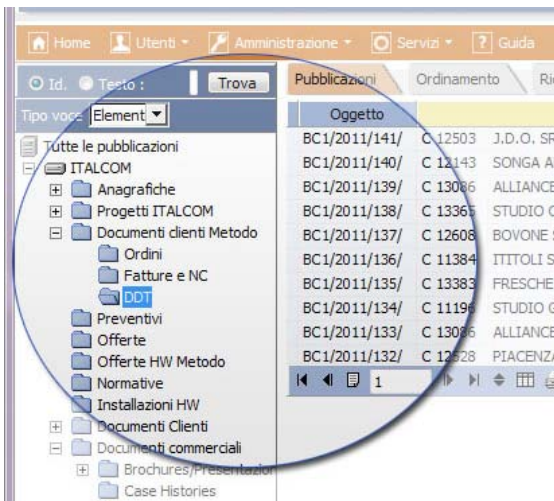 Home Utenti Amministrazione Servizi Guida
Id. Testo : Trova
Tipo voce Element
Tutte le pubblicazioni
ITALCOM
Anagrafiche
Progetti ITALCOM
Documenti clienti Metodo
Ordini
Fatture e NC
DDT
Preventivi
Offerte
Offerte HW Metodo
Normative
Installazioni HW
Documenti Clienti
Documenti commerciali
Brochures/Presentazion
Case Histories
Pubblicazioni Ordinamento Ri
Oggetto
BC1/2011/141/ C 12503 J.D.O. SR
BC1/2011/140/ C 12143 SONGA A
BC1/2011/139/ C 13086 ALLIANCE
BC1/2011/138/ C 13365 STUDIO C
BC1/2011/137/ C 12608 BOVONE S
BC1/2011/136/ C 11384 ITITOLI S
BC1/2011/135/ C 13383 FRESCHE
BC1/2011/134/ C 11196 STUDIO G
BC1/2011/133/ C 13086 ALLIANCE
BC1/2011/132/ C 12528 PIACENZA
1